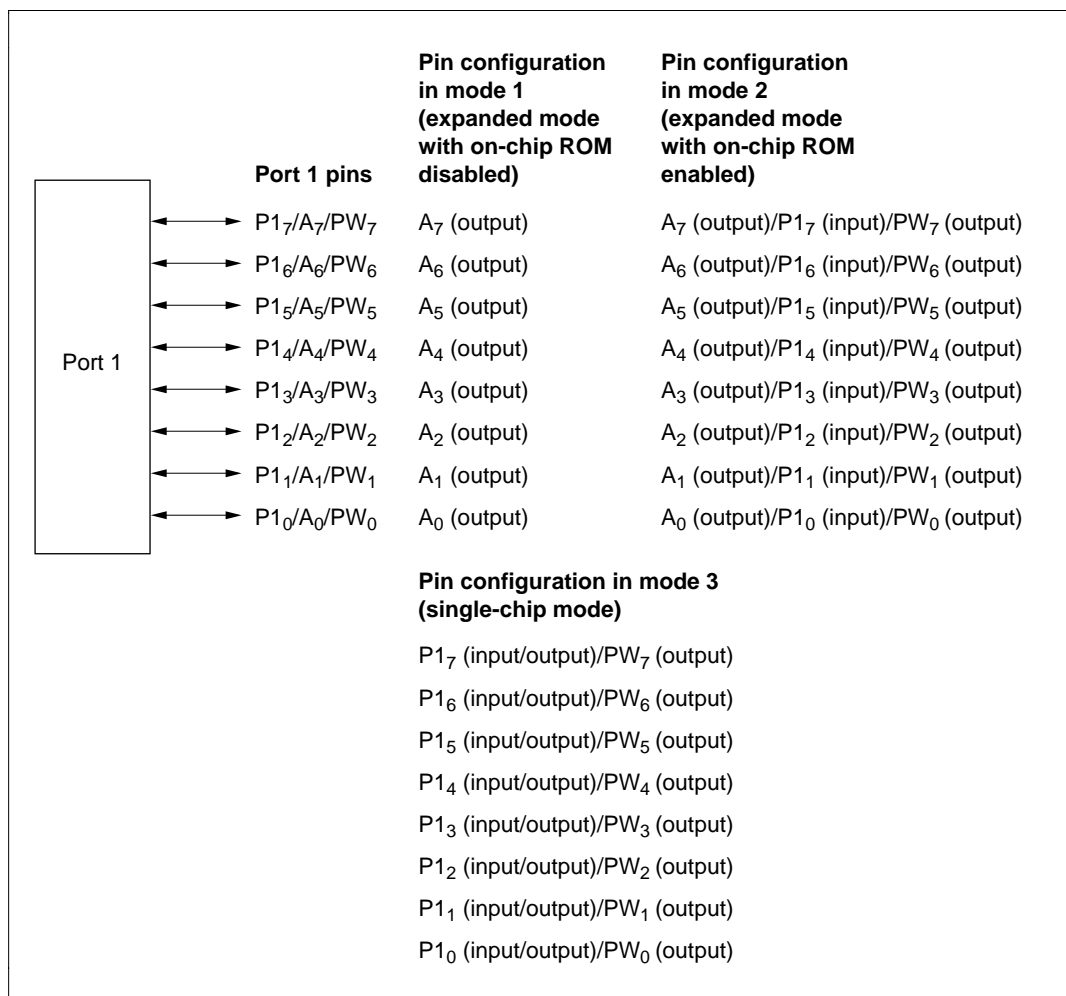 Pin configuration
in mode 1
(expanded mode
with on-chip ROM
disabled)
Pin configuration
in mode 2
(expanded mode
with on-chip ROM
enabled)
Port 1 pins
Port 1
P1₇/A₇/PW₇ A₇ (output) A₇ (output)/P1₇ (input)/PW₇ (output)
P1₆/A₆/PW₆ A₆ (output) A₆ (output)/P1₆ (input)/PW₆ (output)
P1₅/A₅/PW₅ A₅ (output) A₅ (output)/P1₅ (input)/PW₅ (output)
P1₄/A₄/PW₄ A₄ (output) A₄ (output)/P1₄ (input)/PW₄ (output)
P1₃/A₃/PW₃ A₃ (output) A₃ (output)/P1₃ (input)/PW₃ (output)
P1₂/A₂/PW₂ A₂ (output) A₂ (output)/P1₂ (input)/PW₂ (output)
P1₁/A₁/PW₁ A₁ (output) A₁ (output)/P1₁ (input)/PW₁ (output)
P1₀/A₀/PW₀ A₀ (output) A₀ (output)/P1₀ (input)/PW₀ (output)
Pin configuration in mode 3
(single-chip mode)
P1₇ (input/output)/PW₇ (output)
P1₆ (input/output)/PW₆ (output)
P1₅ (input/output)/PW₅ (output)
P1₄ (input/output)/PW₄ (output)
P1₃ (input/output)/PW₃ (output)
P1₂ (input/output)/PW₂ (output)
P1₁ (input/output)/PW₁ (output)
P1₀ (input/output)/PW₀ (output)